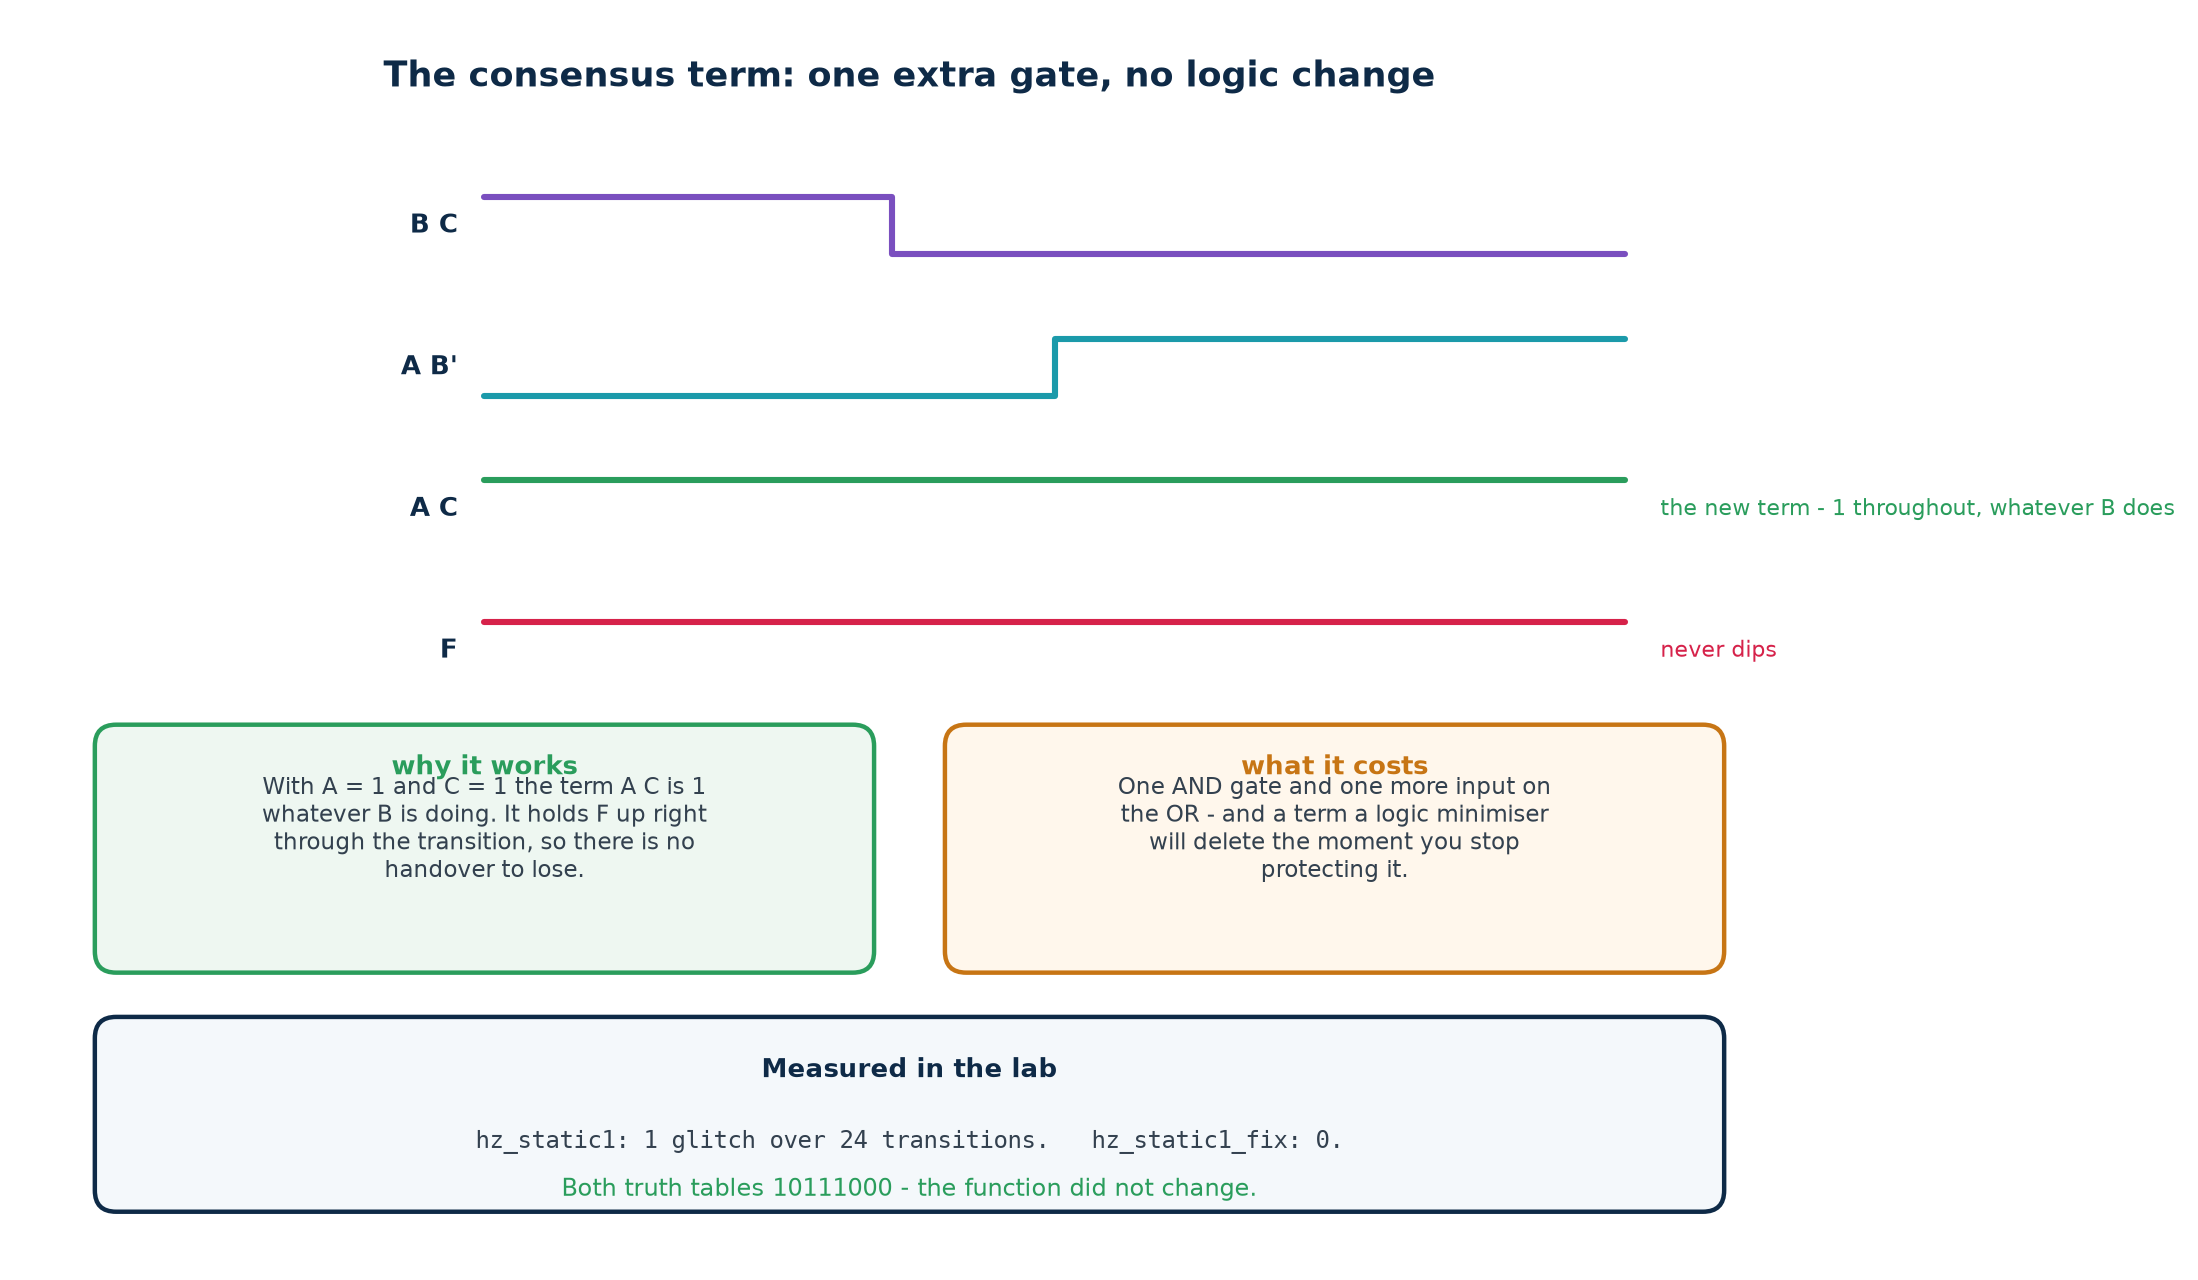 The consensus term: one extra gate, no logic change
B C
A B'
A C
the new term - 1 throughout, whatever B does
F
never dips
why it works
With A = 1 and C = 1 the term A C is 1
whatever B is doing. It holds F up right
through the transition, so there is no
handover to lose.
what it costs
One AND gate and one more input on
the OR - and a term a logic minimiser
will delete the moment you stop
protecting it.
Measured in the lab
hz_static1: 1 glitch over 24 transitions.   hz_static1_fix: 0.
Both truth tables 10111000 - the function did not change.